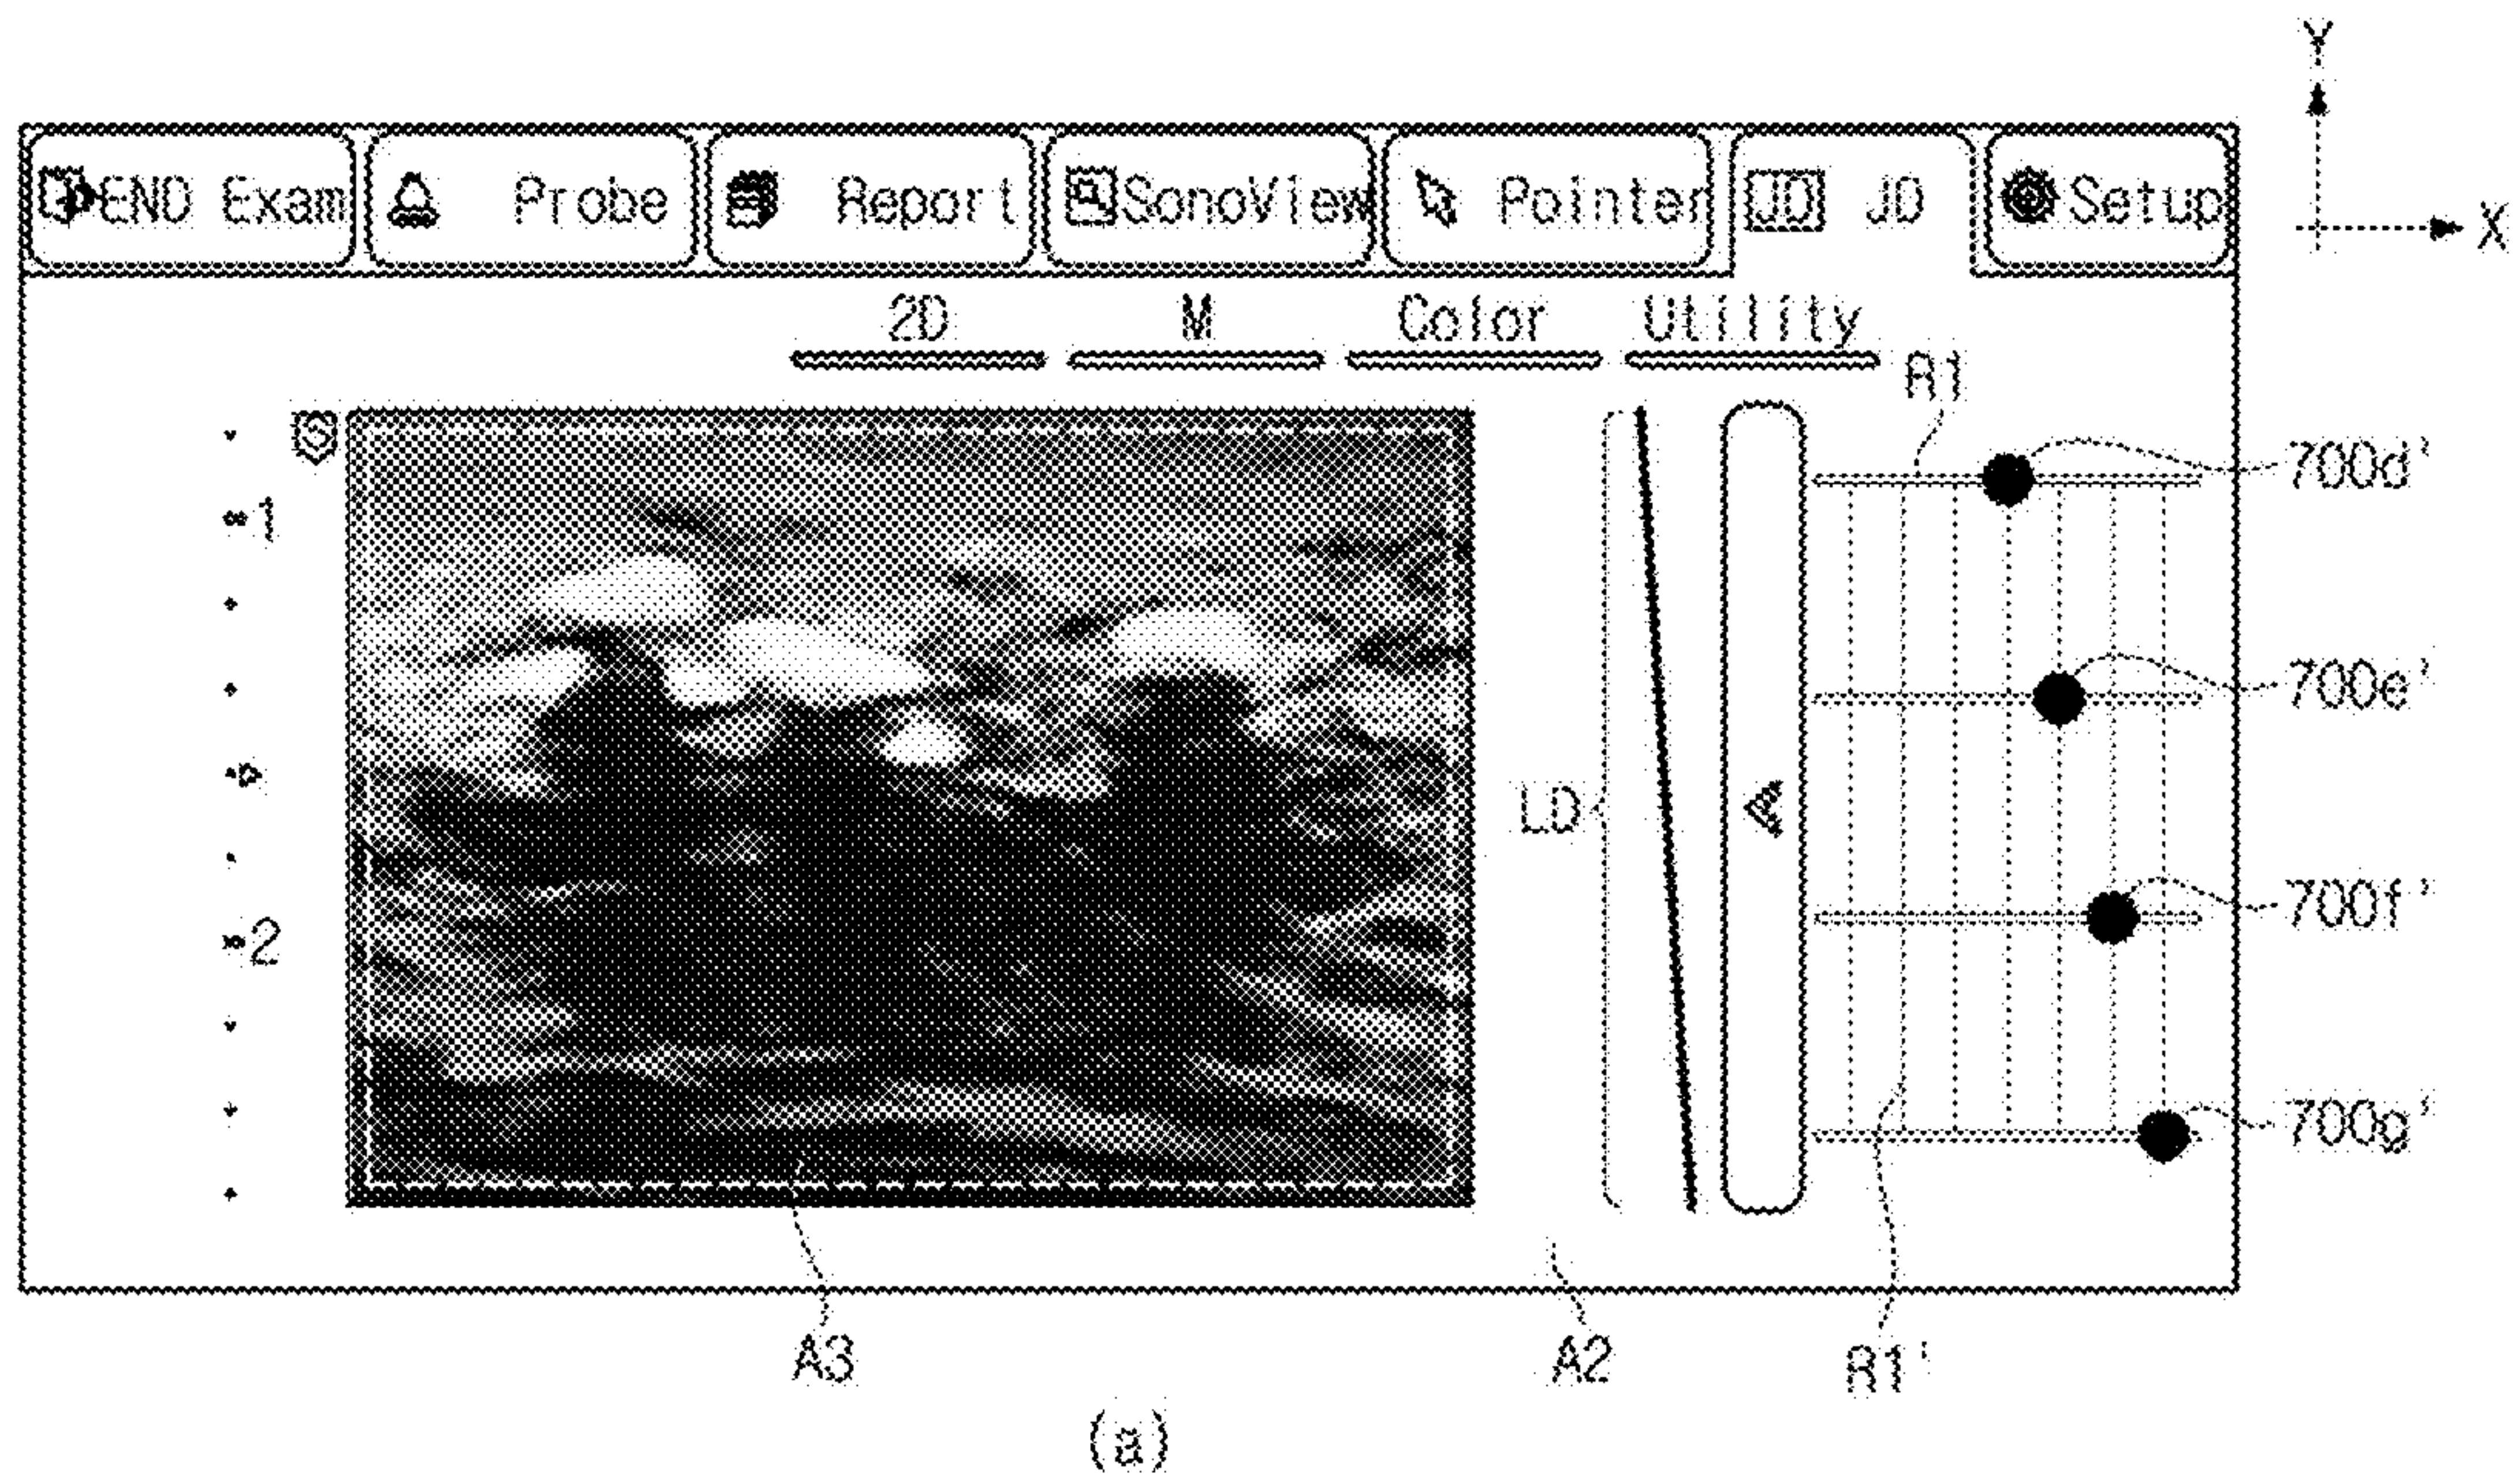 Y
END Exam Probe Report SonoView Pointer JD JD Setup
X
2D M Color Utility
R1
S
700d'
1
700e'
LD
700f'
2
700g'
A3 A2 R1'
(a)